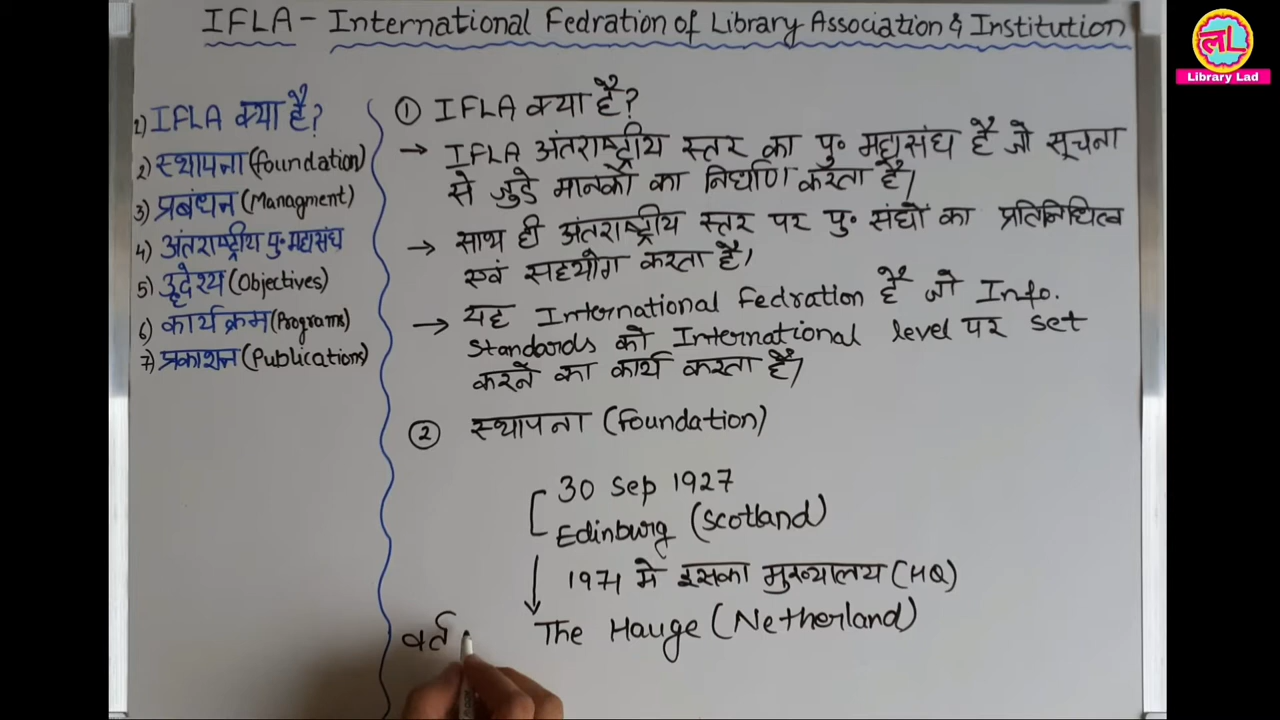 IFLA - International Fedration of Library Association & Institution
ला
Library Lad
1) IFLA क्या है?
2) स्थापना (foundation)
3) प्रबंधन (Managment)
4) अंतराष्ट्रीय पु॰ महासंघ
5) उद्देश्य (Objectives)
6) कार्यक्रम (Programs)
7) प्रकाशन (Publications)
① IFLA क्या है?
→ IFLA अंतराष्ट्रीय स्तर का पु॰ महासंघ है जो सूचना
से जुडे मानको का निर्धाण करता है।
→ साथ ही अंतराष्ट्रीय स्तर पर पु॰ संघों का प्रतिनिधित्व
एवं सहयोग करता है।
→ यह International Fedration है जो Info.
standards को International level पर set
करने का कार्य करता है।
② स्थापना (foundation)
30 Sep 1927
Edinburg (Scotland)
1971 मे इसका मुख्यालय (HQ)
The Hauge (Netherland)
वर्त